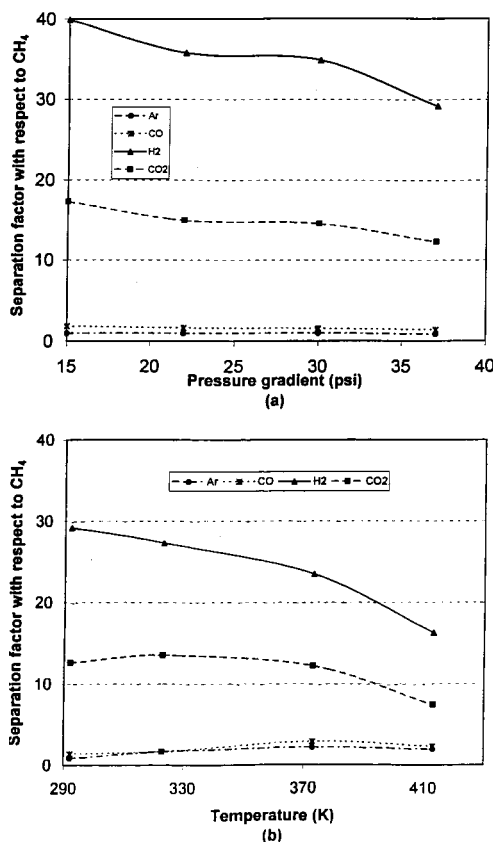 Separation factor with respect to CH4
40
30
20
10
0
Ar
CO
H2
CO2
15
20
25
30
35
40
Pressure gradient (psi)
(a)
Separation factor with respect to CH4
40
30
20
10
0
Ar CO H2 CO2
290
330
370
410
Temperature (K)
(b)